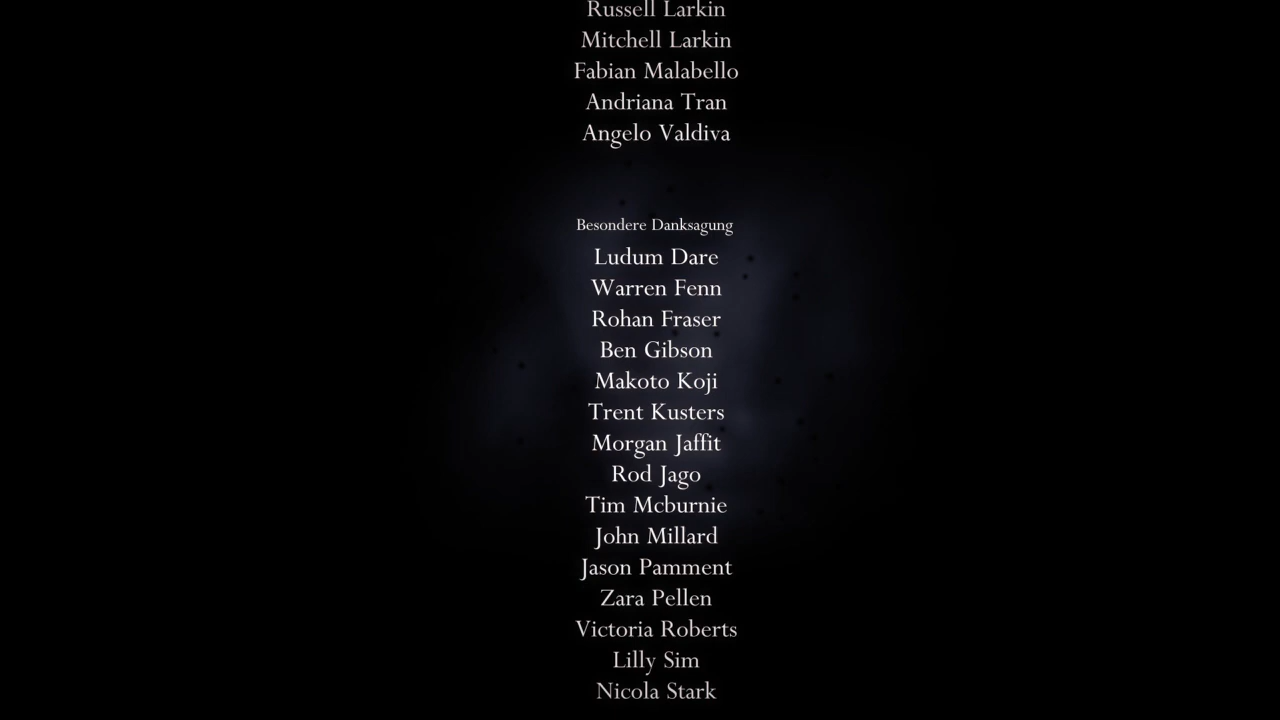 Russell Larkin
Mitchell Larkin
Fabian Malabello
Andriana Tran
Angelo Valdiva
Besondere Danksagung
Ludum Dare
Warren Fenn
Rohan Fraser
Ben Gibson
Makoto Koji
Trent Kusters
Morgan Jaffit
Rod Jago
Tim Mcburnie
John Millard
Jason Pamment
Zara Pellen
Victoria Roberts
Lilly Sim
Nicola Stark